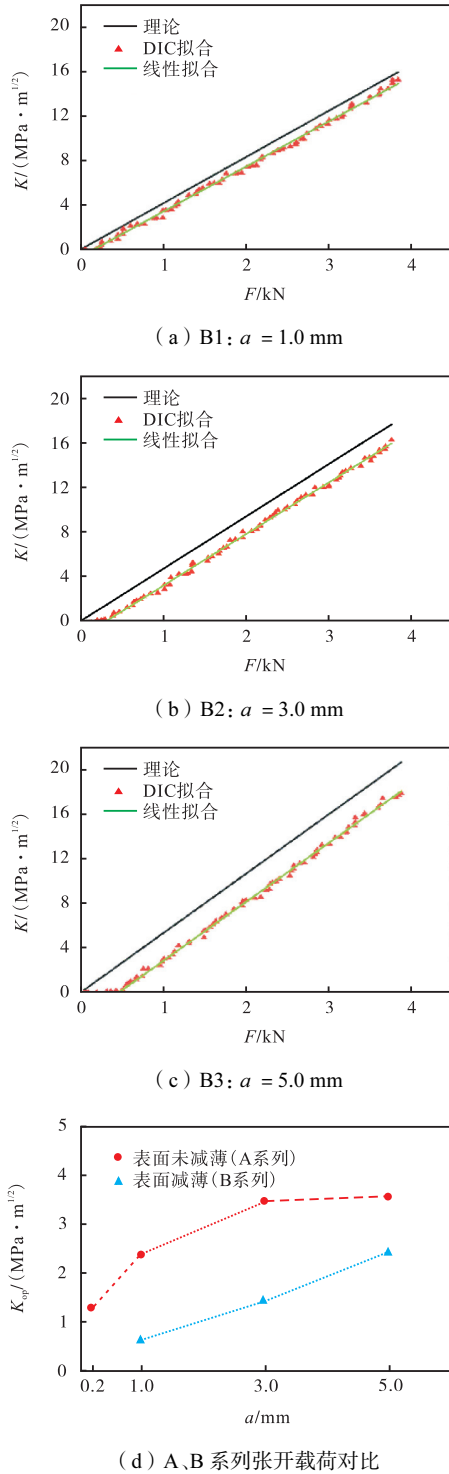 20
16
12
8
4
0
K/(MPa·m1/2)
理论
DIC拟合
线性拟合
0 1 2 3 4
F/kN
（a）B1：a = 1.0 mm
20
16
12
8
4
0
K/(MPa·m1/2)
理论
DIC拟合
线性拟合
0 1 2 3 4
F/kN
（b）B2：a = 3.0 mm
20
16
12
8
4
0
K/(MPa·m1/2)
理论
DIC拟合
线性拟合
0 1 2 3 4
F/kN
（c）B3：a = 5.0 mm
5
4
3
2
1
0
Kop/(MPa·m1/2)
表面未减薄(A系列)
表面减薄(B系列)
0.2 1.0 3.0 5.0
a/mm
（d）A、B 系列张开载荷对比